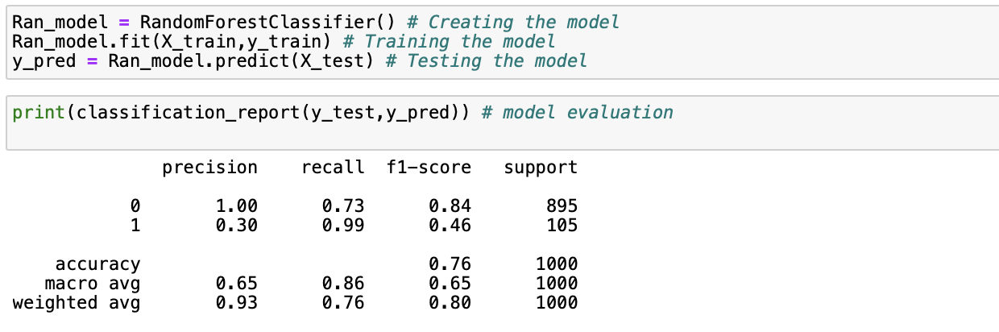 Ran_model = RandomForestClassifier() # Creating the model
Ran_model.fit(X_train,y_train) # Training the model
y_pred = Ran_model.predict(X_test) # Testing the model
print(classification_report(y_test,y_pred)) # model evaluation
precision recall f1-score support
0 1.00 0.73 0.84 895
1 0.30 0.99 0.46 105
accuracy 0.76 1000
macro avg 0.65 0.86 0.65 1000
weighted avg 0.93 0.76 0.80 1000